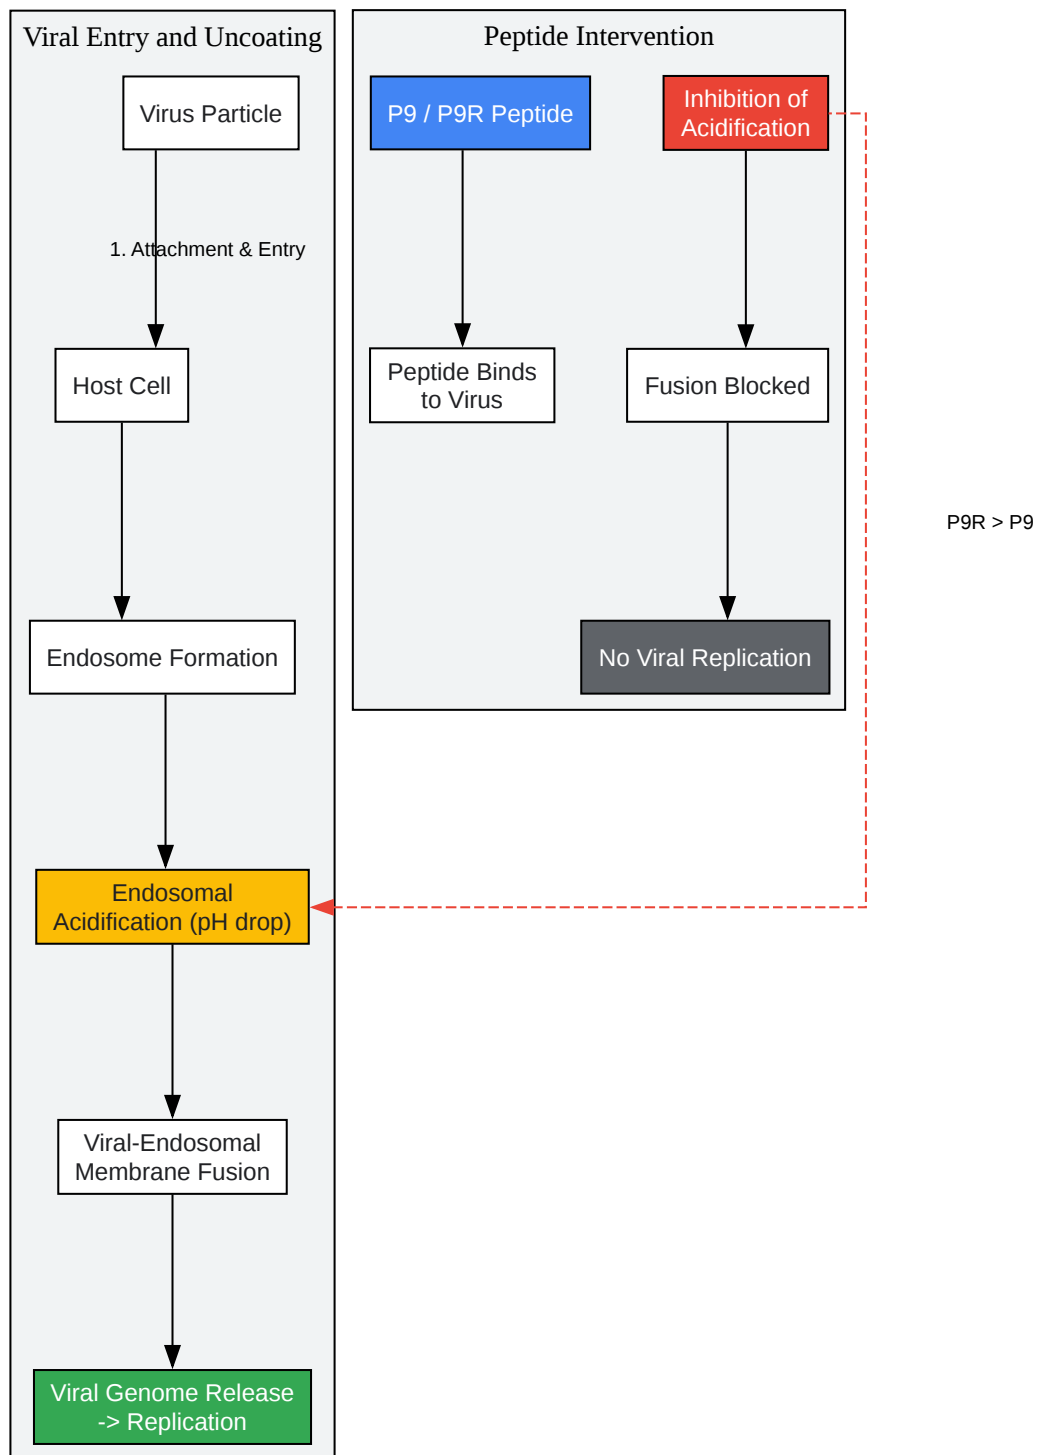 Viral Entry and Uncoating
Virus Particle
1. Attachment & Entry
Host Cell
Endosome Formation
Endosomal
Acidification (pH drop)
Viral-Endosomal
Membrane Fusion
Viral Genome Release
-> Replication
Peptide Intervention
P9 / P9R Peptide
Peptide Binds
to Virus
Inhibition of
Acidification
Fusion Blocked
No Viral Replication
P9R > P9